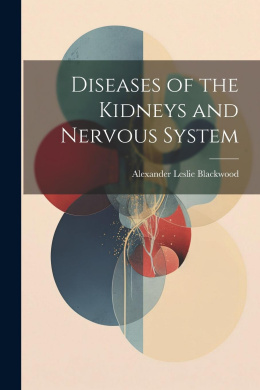 Diseases of the
Kidneys and
Nervous System
Alexander Leslie Blackwood